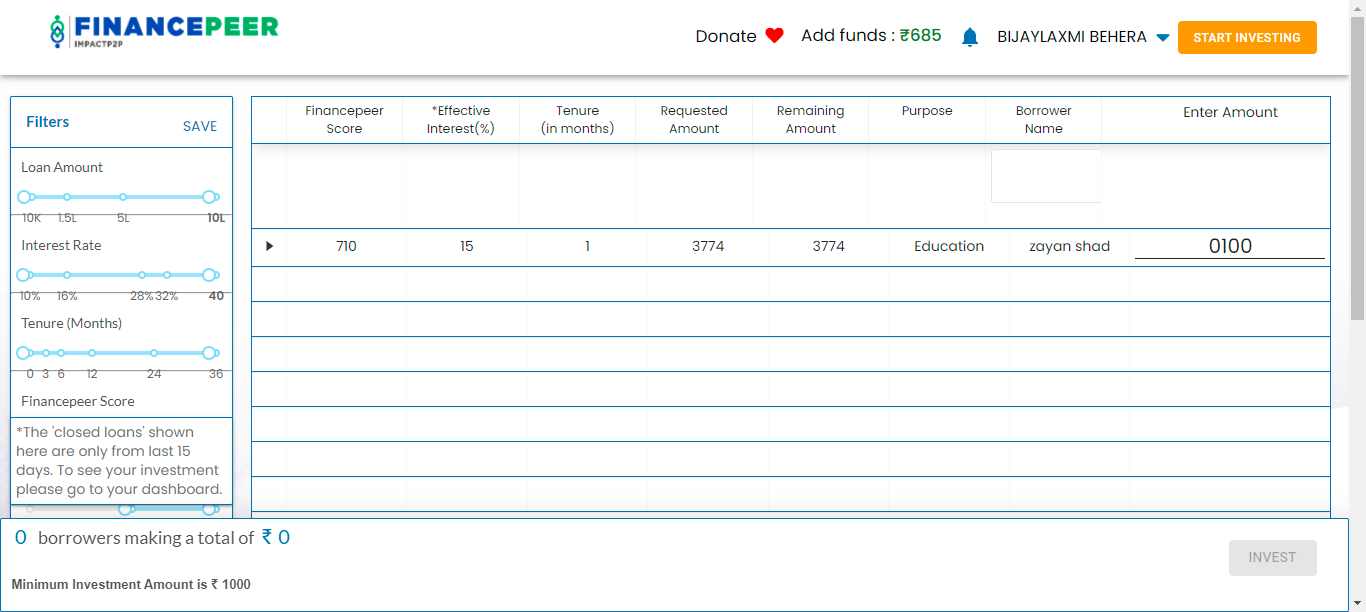 FINANCEPEER
IMPACTP2P
Donate Add funds : ₹685 BIJAYLAXMI BEHERA START INVESTING
Filters
SAVE
Loan Amount
10K 1.5L 5L 10L
Interest Rate
10% 16% 28% 32% 40
Tenure (Months)
0 3 6 12 24 36
Financepeer Score
*The 'closed loans' shown
here are only from last 15
days. To see your investment
please go to your dashboard.
Financepeer Score
*Effective Interest(%)
Tenure (in months)
Requested Amount
Remaining Amount
Purpose
Borrower Name
Enter Amount
710 15 1 3774 3774 Education zayan shad 0100
0 borrowers making a total of ₹ 0
Minimum Investment Amount is ₹ 1000
INVEST